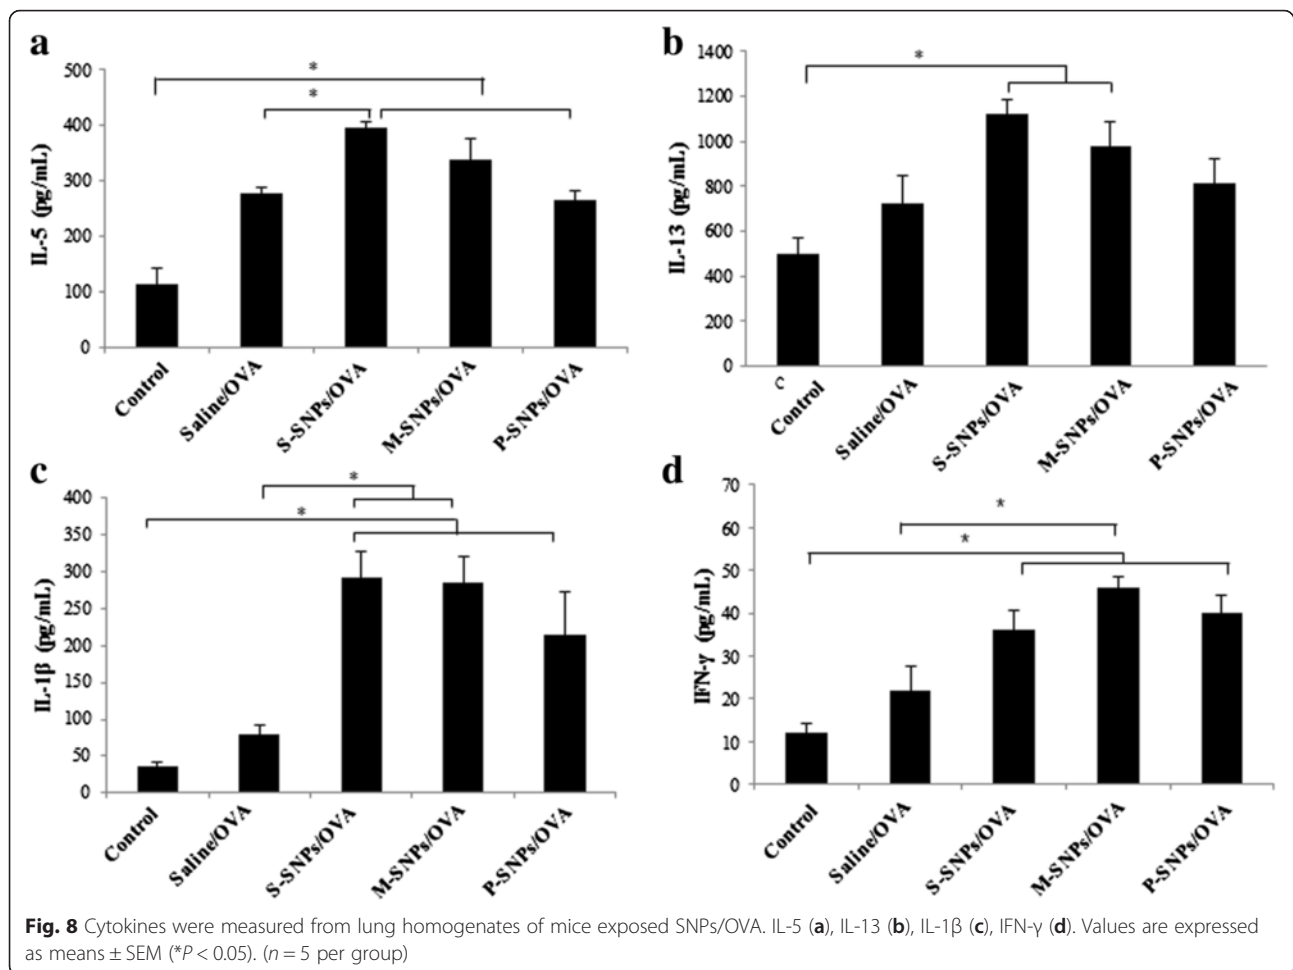 a
*
*
500
400
300
200
100
0
IL-5 (pg/mL)
Control
Saline/OVA
S-SNPs/OVA
M-SNPs/OVA
P-SNPs/OVA
b
*
1400
1200
1000
800
600
400
200
0
IL-13 (pg/mL)
c
Control
Saline/OVA
S-SNPs/OVA
M-SNPs/OVA
P-SNPs/OVA
c
*
*
400
350
300
250
200
150
100
50
0
IL-1β (pg/mL)
Control
Saline/OVA
S-SNPs/OVA
M-SNPs/OVA
P-SNPs/OVA
d
*
*
70
60
50
40
30
20
10
0
IFN-γ (pg/mL)
Control
Saline/OVA
S-SNPs/OVA
M-SNPs/OVA
P-SNPs/OVA
Fig. 8 Cytokines were measured from lung homogenates of mice exposed SNPs/OVA. IL-5 (a), IL-13 (b), IL-1β (c), IFN-γ (d). Values are expressed
as means ± SEM (*P < 0.05). (n = 5 per group)